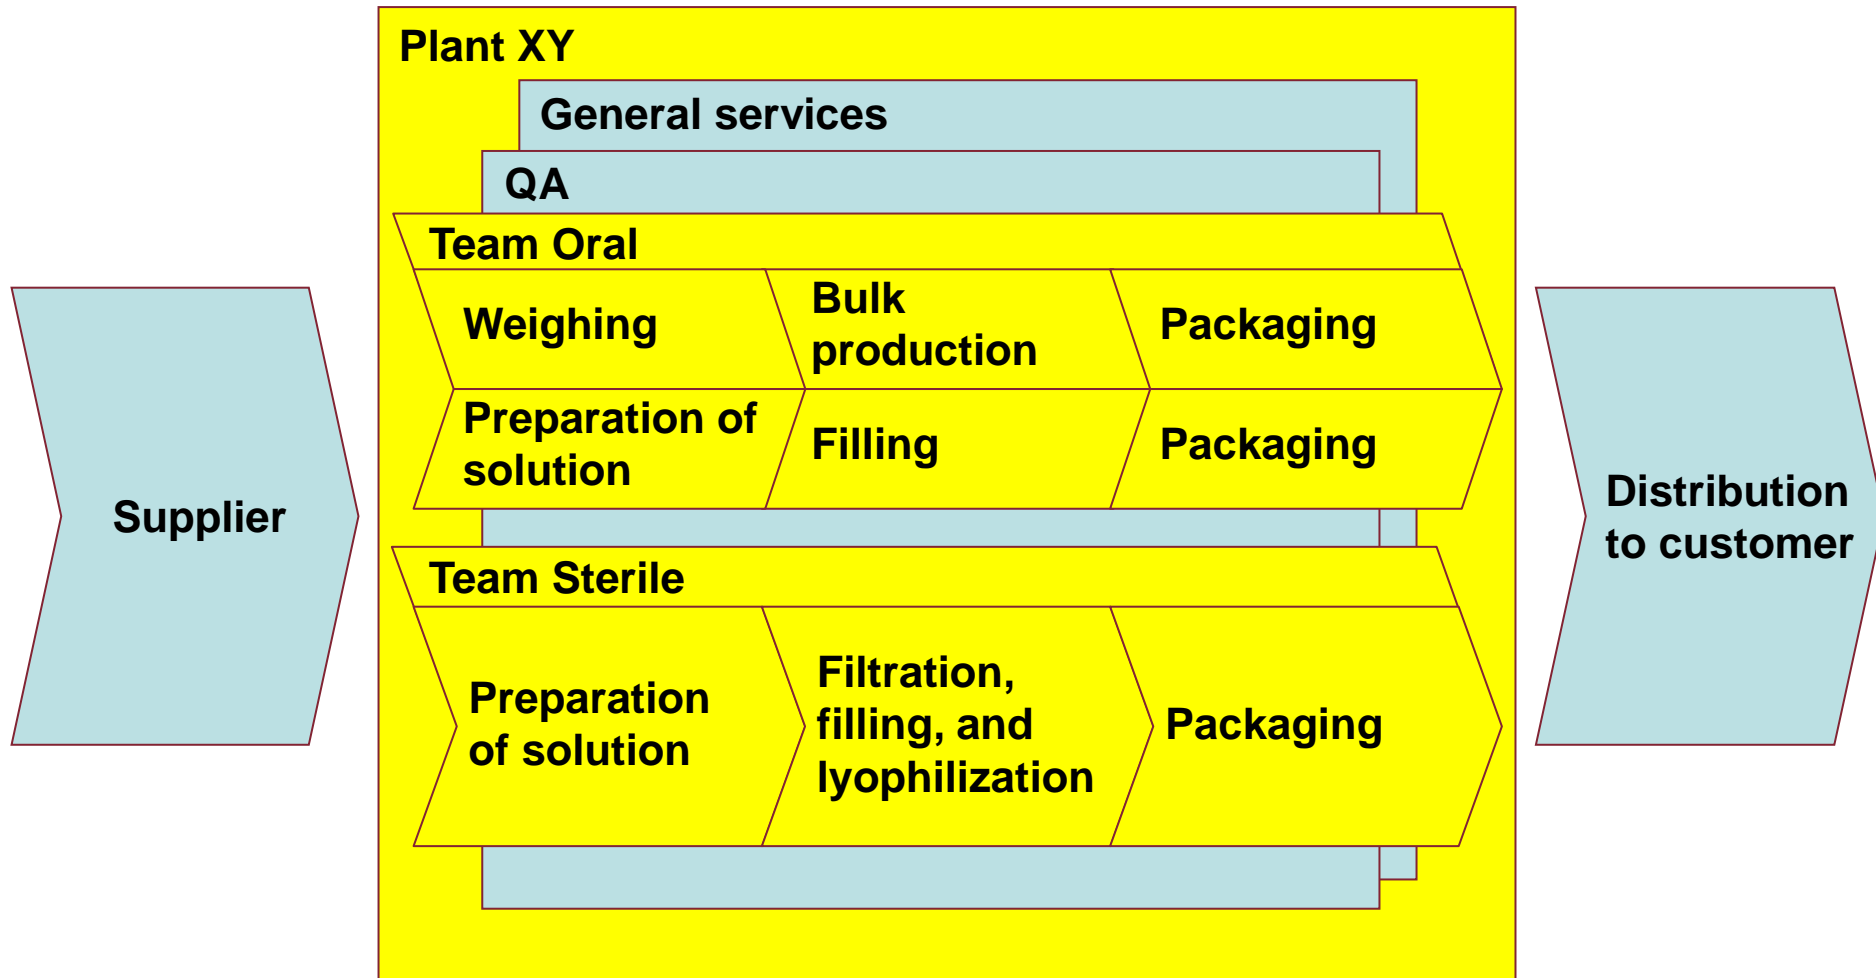 Plant XY
General services
QA
Team Oral
Weighing
Bulk
production
Packaging
Preparation of
solution
Filling
Packaging
Supplier
Distribution
to customer
Team Sterile
Preparation
of solution
Filtration,
filling, and
lyophilization
Packaging